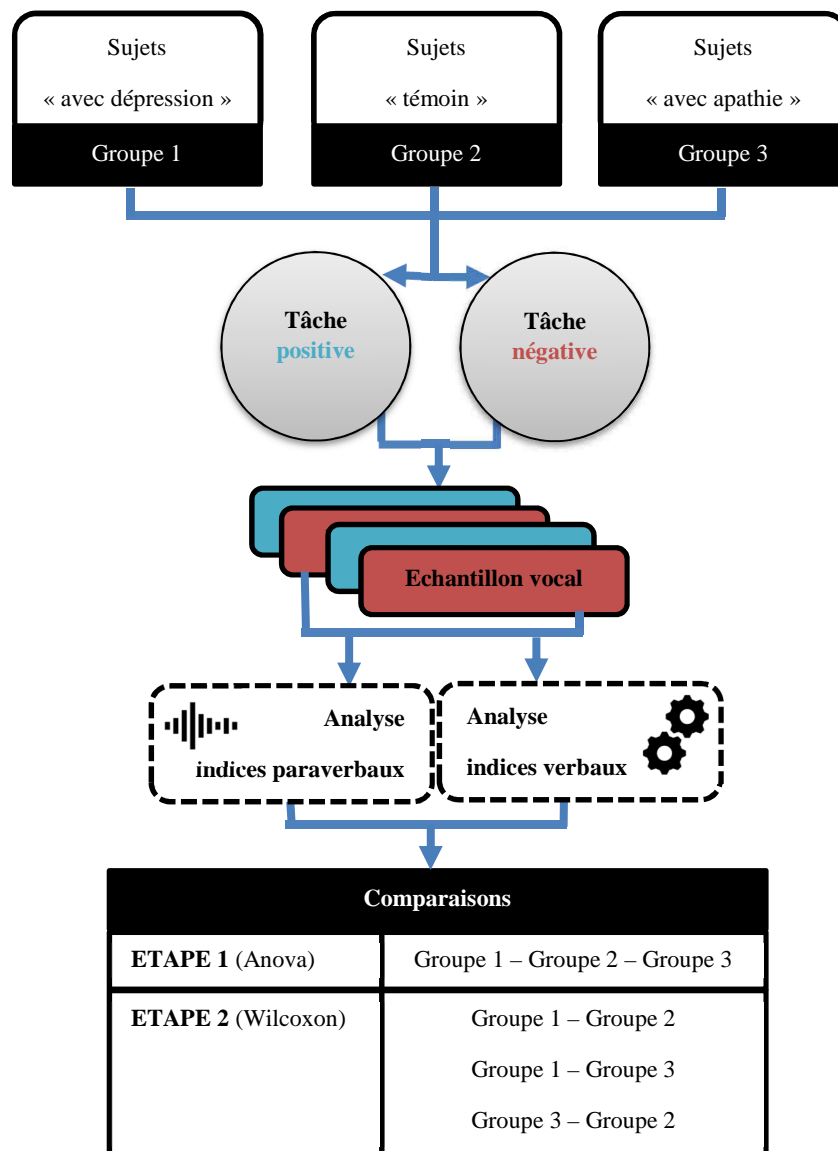 Sujets
« avec dépression »
Groupe 1
Sujets
« témoin »
Groupe 2
Sujets
« avec apathie »
Groupe 3
Tâche
positive
Tâche
négative
Echantillon vocal
Analyse
indices paraverbaux
Analyse
indices verbaux
Comparaisons
ETAPE 1 (Anova)
Groupe 1 – Groupe 2 – Groupe 3
ETAPE 2 (Wilcoxon)
Groupe 1 – Groupe 2
Groupe 1 – Groupe 3
Groupe 3 – Groupe 2